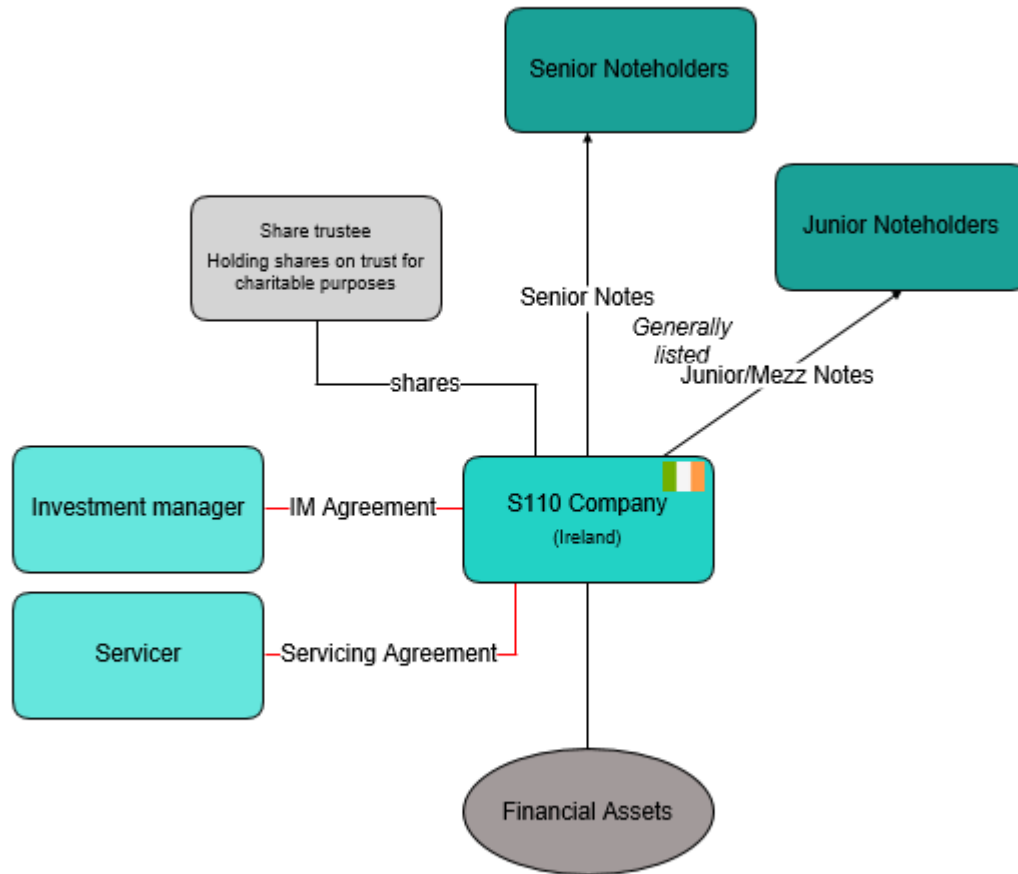 Senior Noteholders
Junior Noteholders
Share trustee
Holding shares on trust for
charitable purposes
Senior Notes
Generally
listed
Junior/Mezz Notes
shares
Investment manager
IM Agreement
S110 Company
(Ireland)
Servicer
Servicing Agreement
Financial Assets